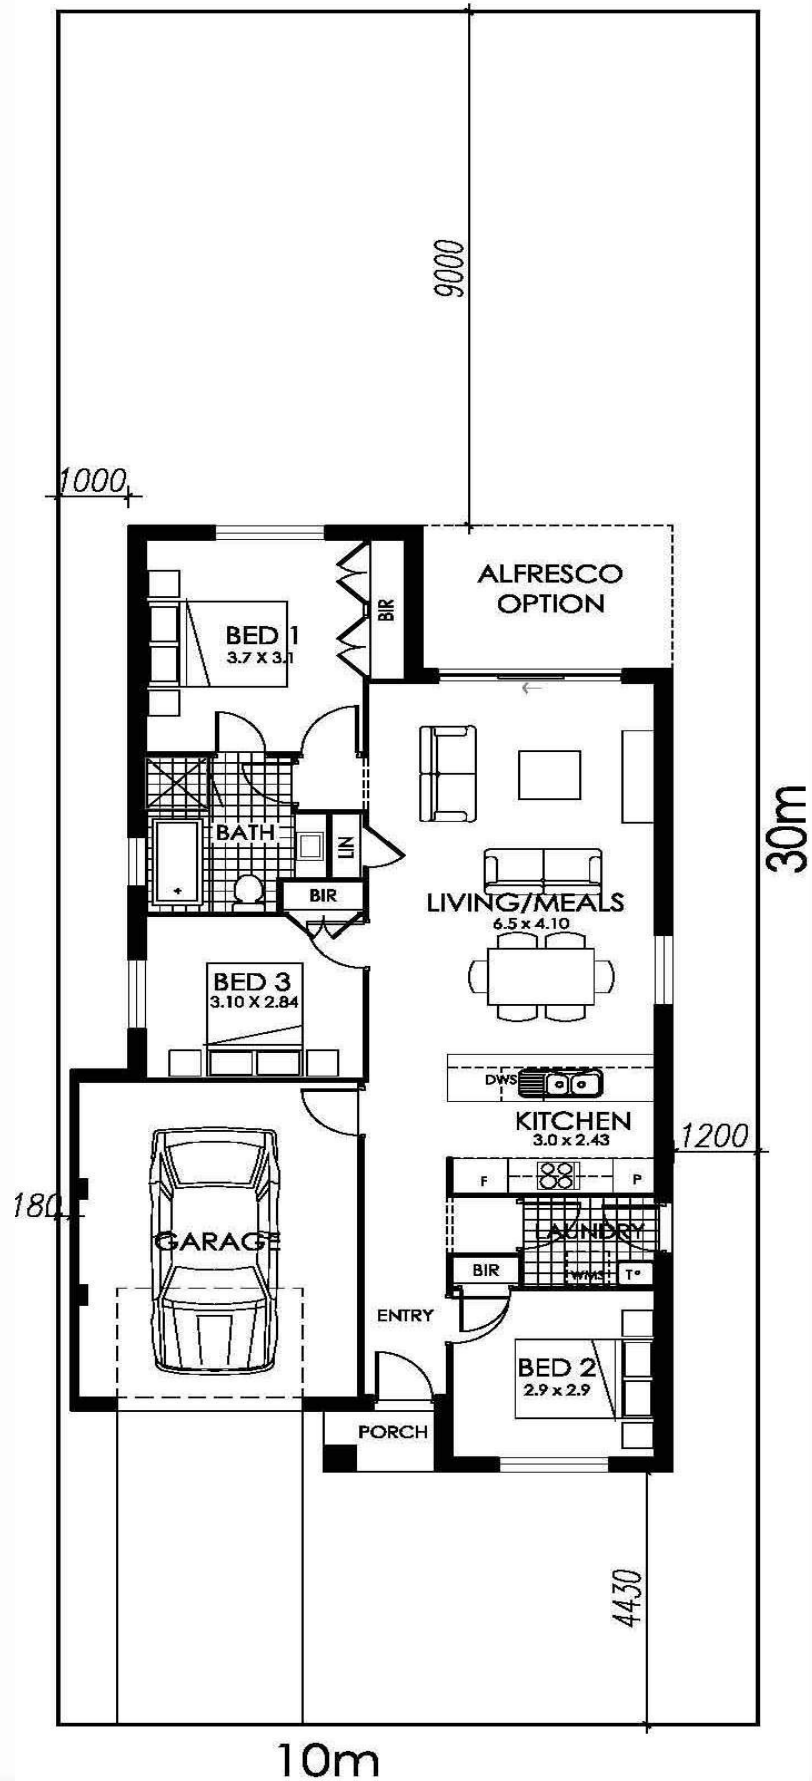 9000
1000
ALFRESCO
OPTION
BED 1
3.7 X 3.1
BIR
30m
BATH
LIN
BIR
LIVING/MEALS
6.5 x 4.10
BED 3
3.10 X 2.84
DWS
KITCHEN
3.0 x 2.43
1200
F
P
180
GARAGE
LAUNDRY
BIR
WMS
T°
ENTRY
BED 2
2.9 x 2.9
PORCH
4430
10m